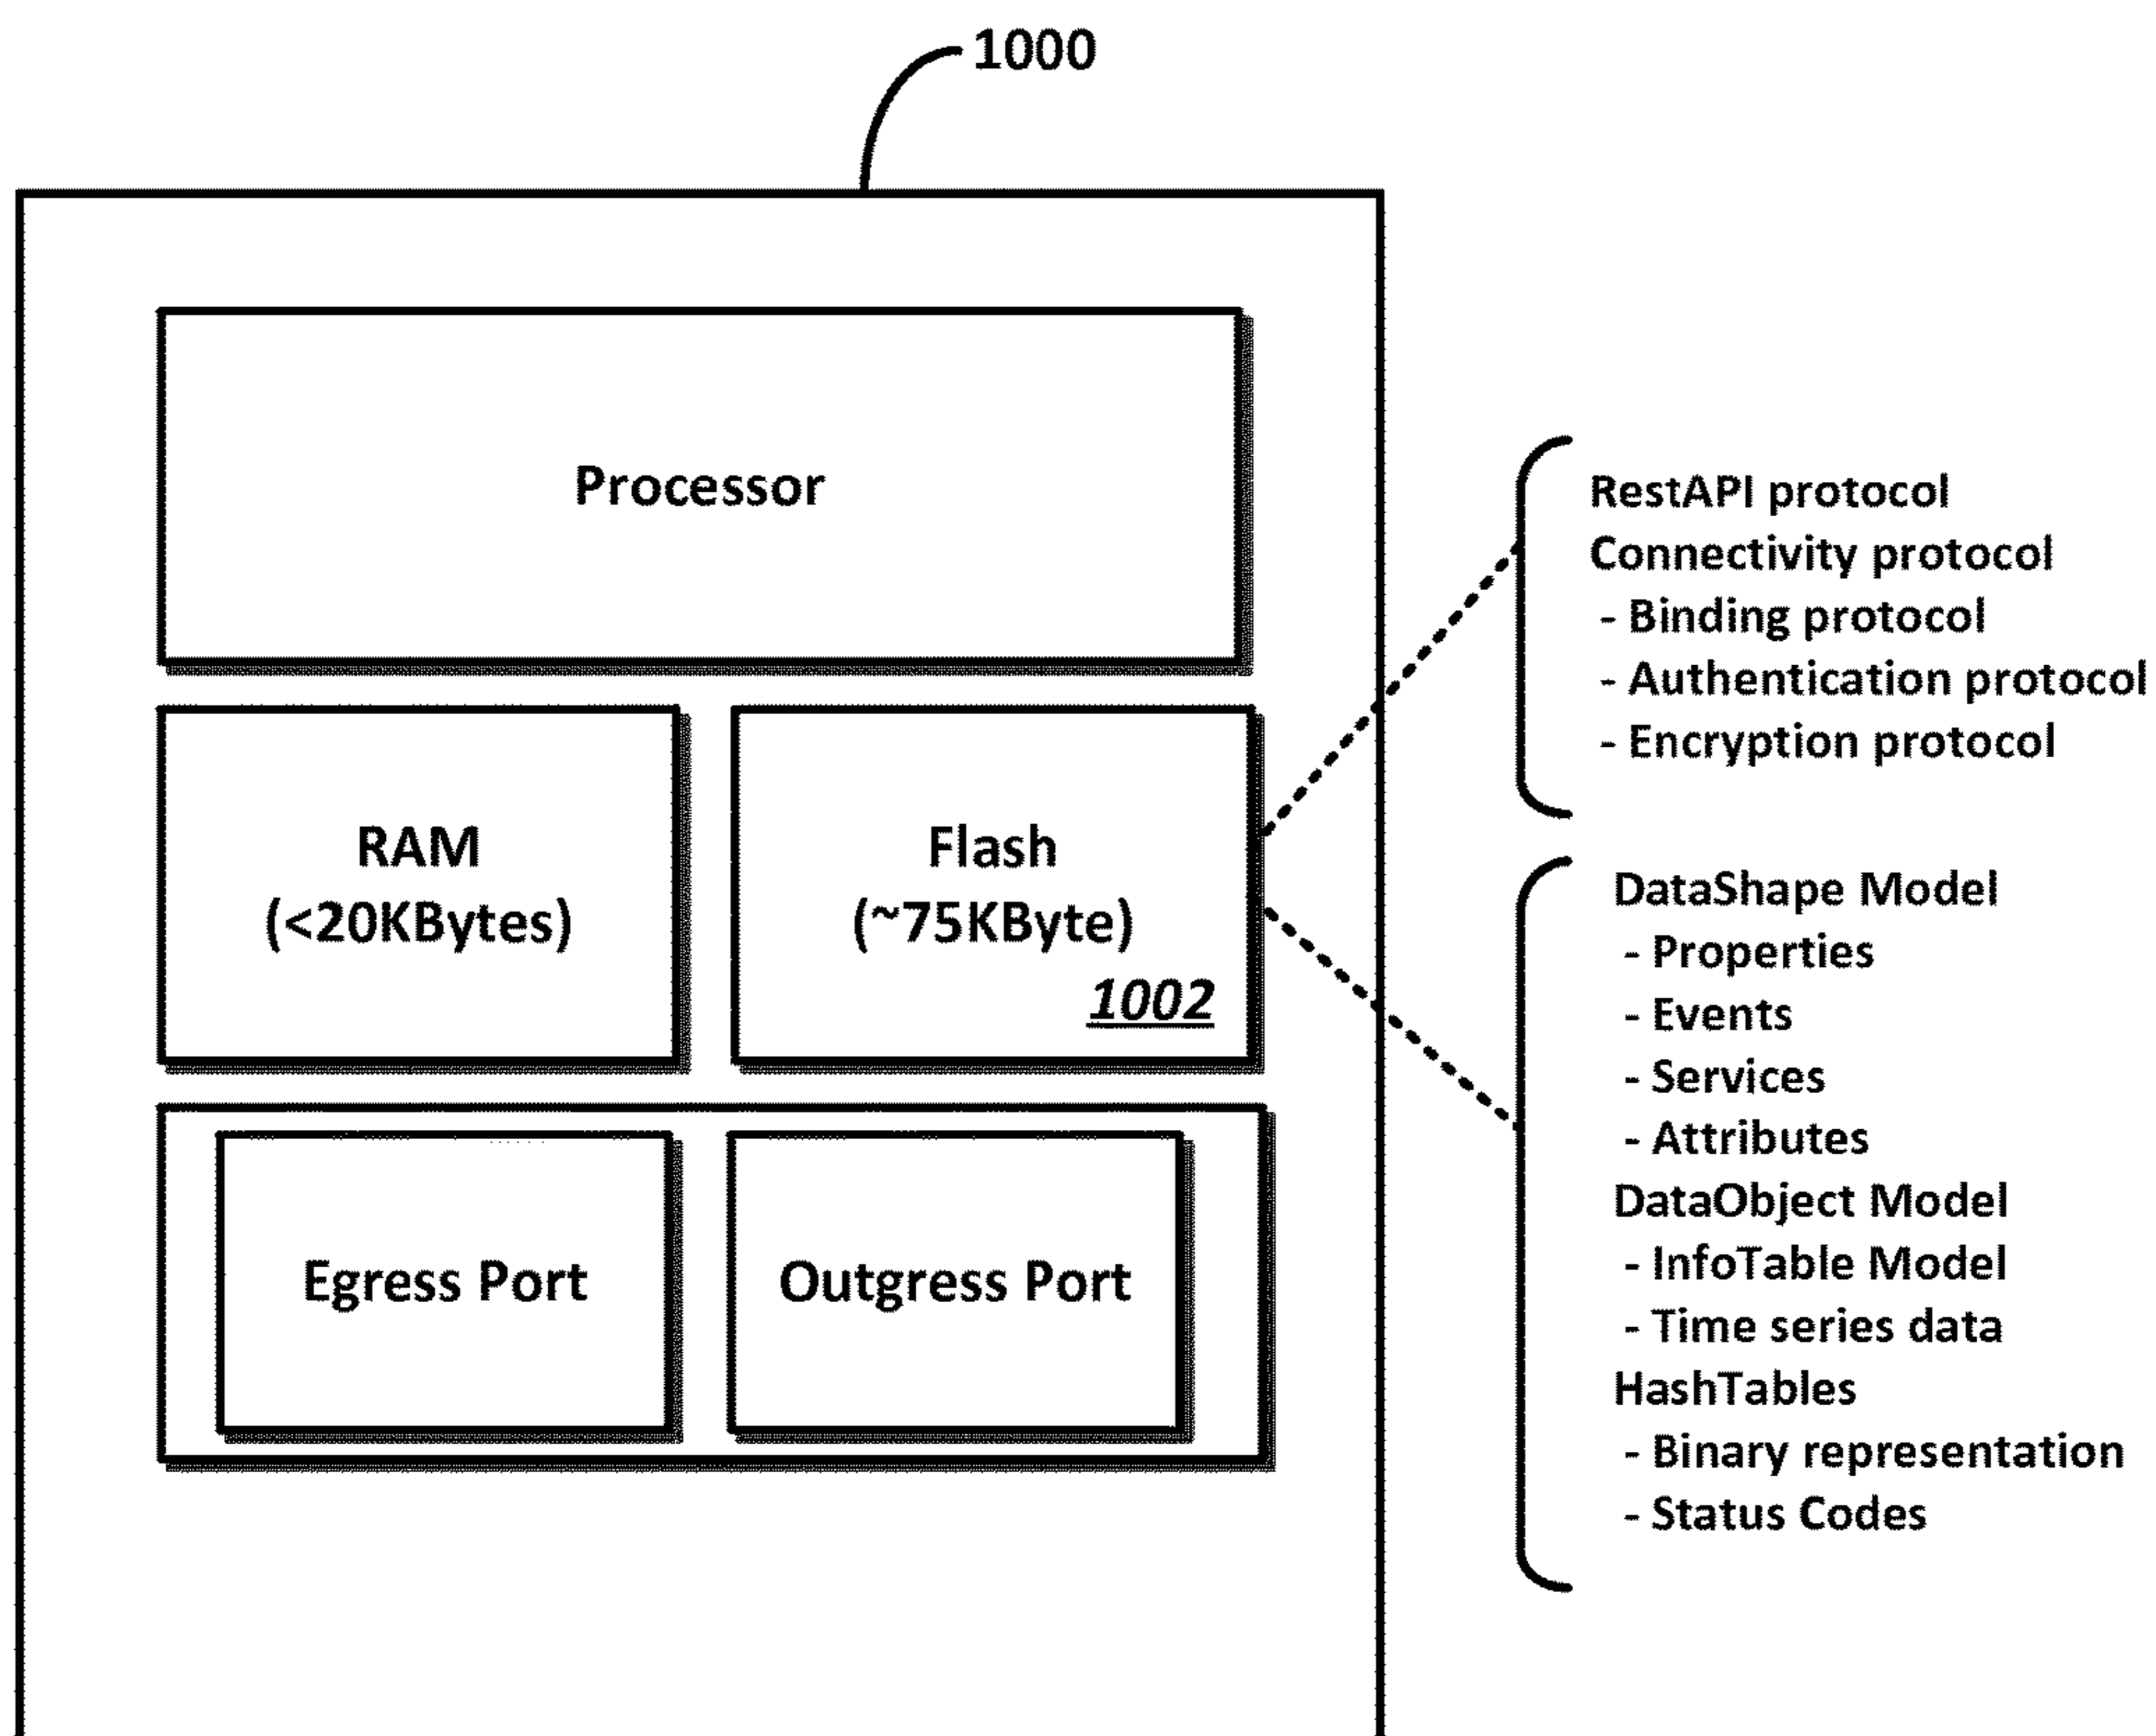 1000
Processor
RAM
(<20KBytes)
Flash
(~75KByte)
1002
Egress Port
Outgress Port
RestAPI protocol
Connectivity protocol
- Binding protocol
- Authentication protocol
- Encryption protocol
DataShape Model
- Properties
- Events
- Services
- Attributes
DataObject Model
- InfoTable Model
- Time series data
HashTables
- Binary representation
- Status Codes